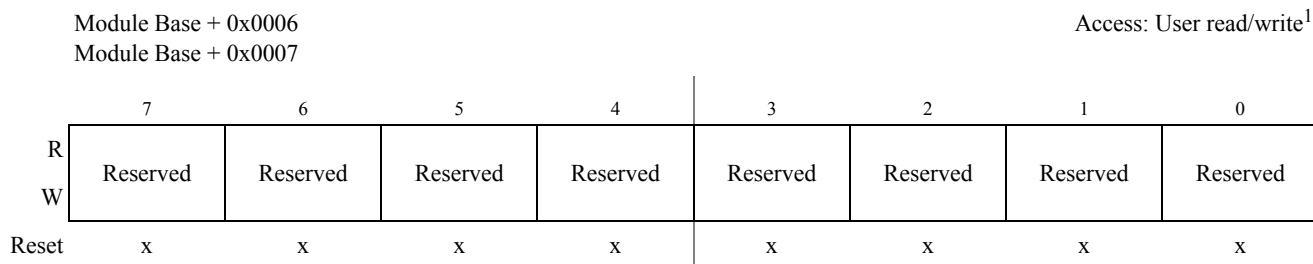 Module Base + 0x0006 Access: User read/write1
Module Base + 0x0007
7 6 5 4 3 2 1 0
R
Reserved Reserved Reserved Reserved Reserved Reserved Reserved Reserved
W
Reset x x x x x x x x